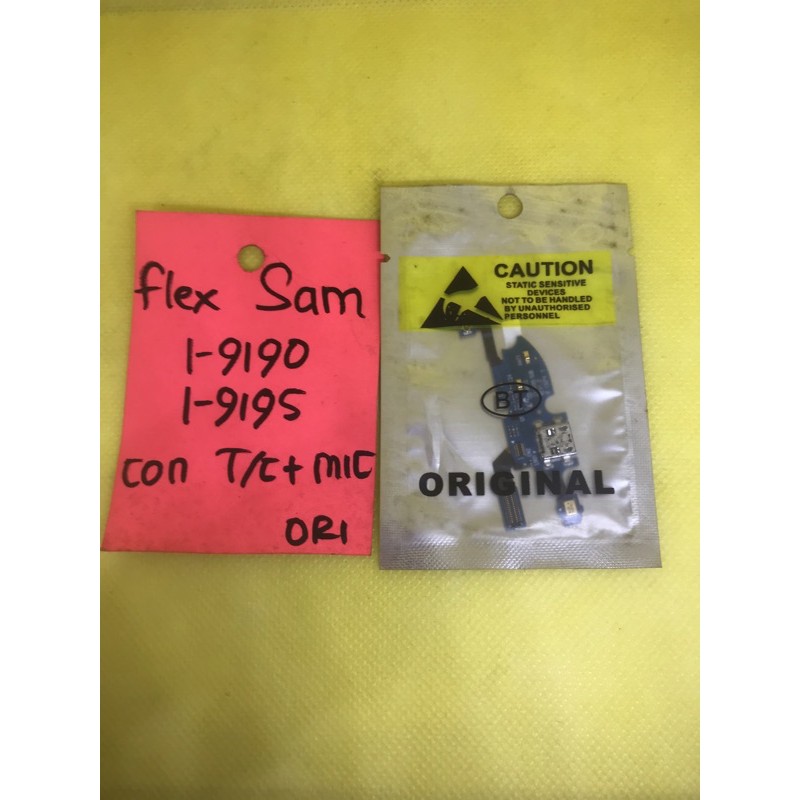 flex Sam
I-9190
I-9195
con T/C + MIC
ORI
CAUTION
STATIC SENSITIVE
DEVICES
NOT TO BE HANDLED
BY UNAUTHORISED
PERSONNEL
BT
ORIGINAL